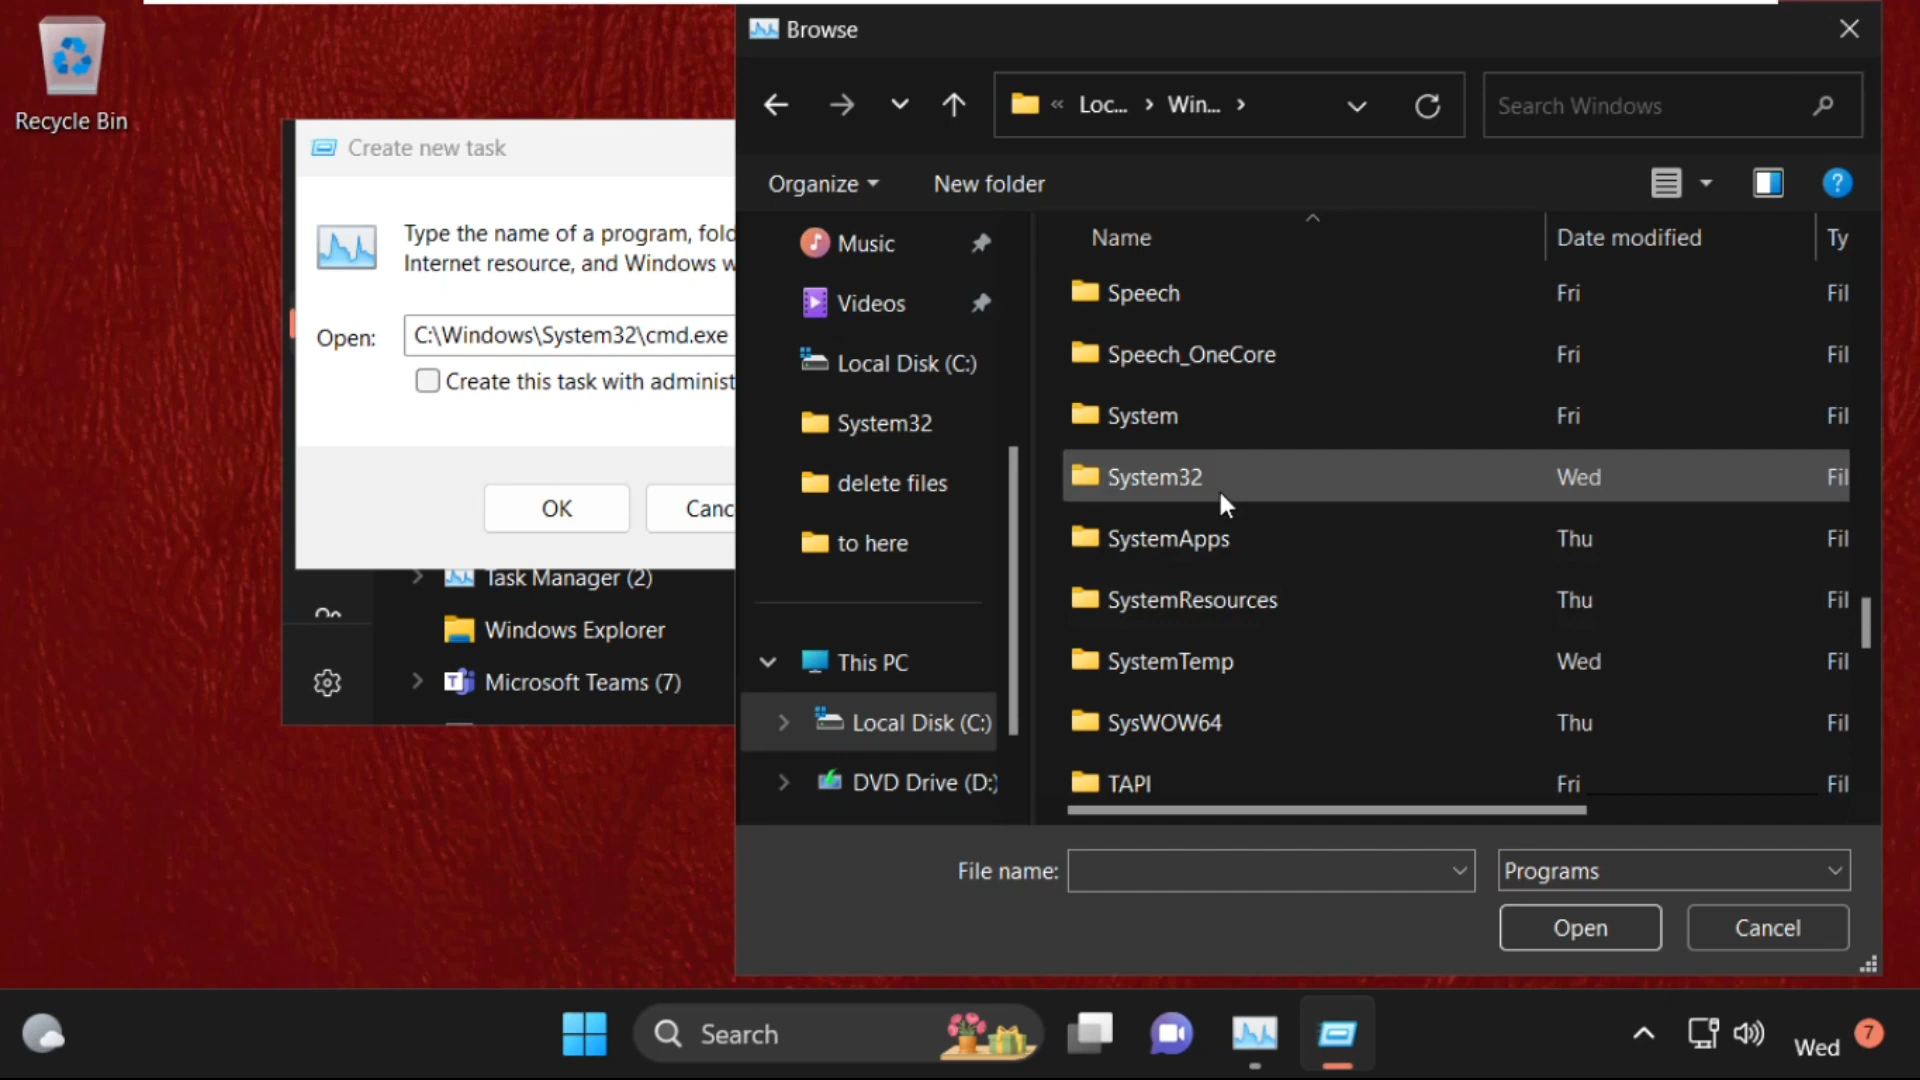 Recycle Bin
Create new task
Type the name of a program, fold
Internet resource, and Windows w
Open:
C:\Windows\System32\cmd.exe
Create this task with administ
OK
Canc
Task Manager (2)
Windows Explorer
Microsoft Teams (7)
Browse
« Loc... › Win... ›
Search Windows
Organize
New folder
?
Music
Videos
Local Disk (C:)
System32
delete files
to here
This PC
Local Disk (C:)
DVD Drive (D:)
Name Date modified Ty
Speech Fri Fil
Speech_OneCore Fri Fil
System Fri Fil
System32 Wed Fil
SystemApps Thu Fil
SystemResources Thu Fil
SystemTemp Wed Fil
SysWOW64 Thu Fil
TAPI Fri Fil
File name:
Programs
Open
Cancel
Search
Wed
7